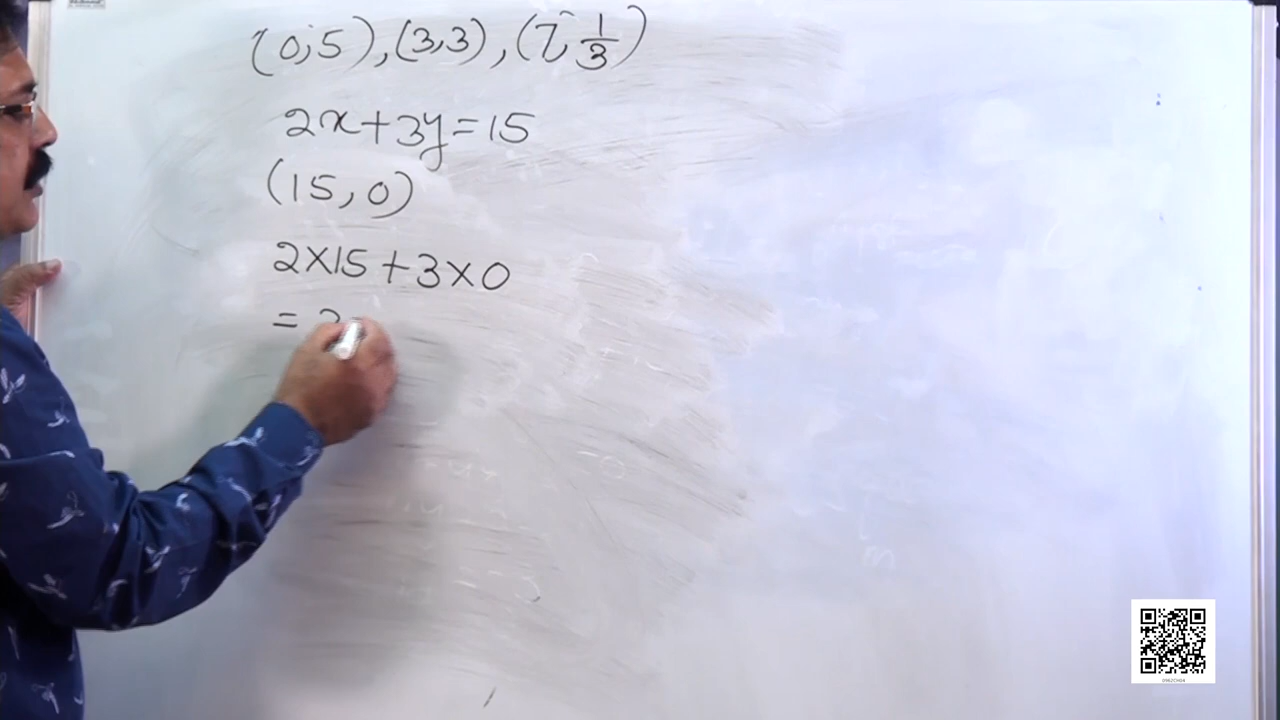 (0,5), (3,3), (7, 1/3)
2x+3y=15
(15,0)
2×15+3×0
= 3